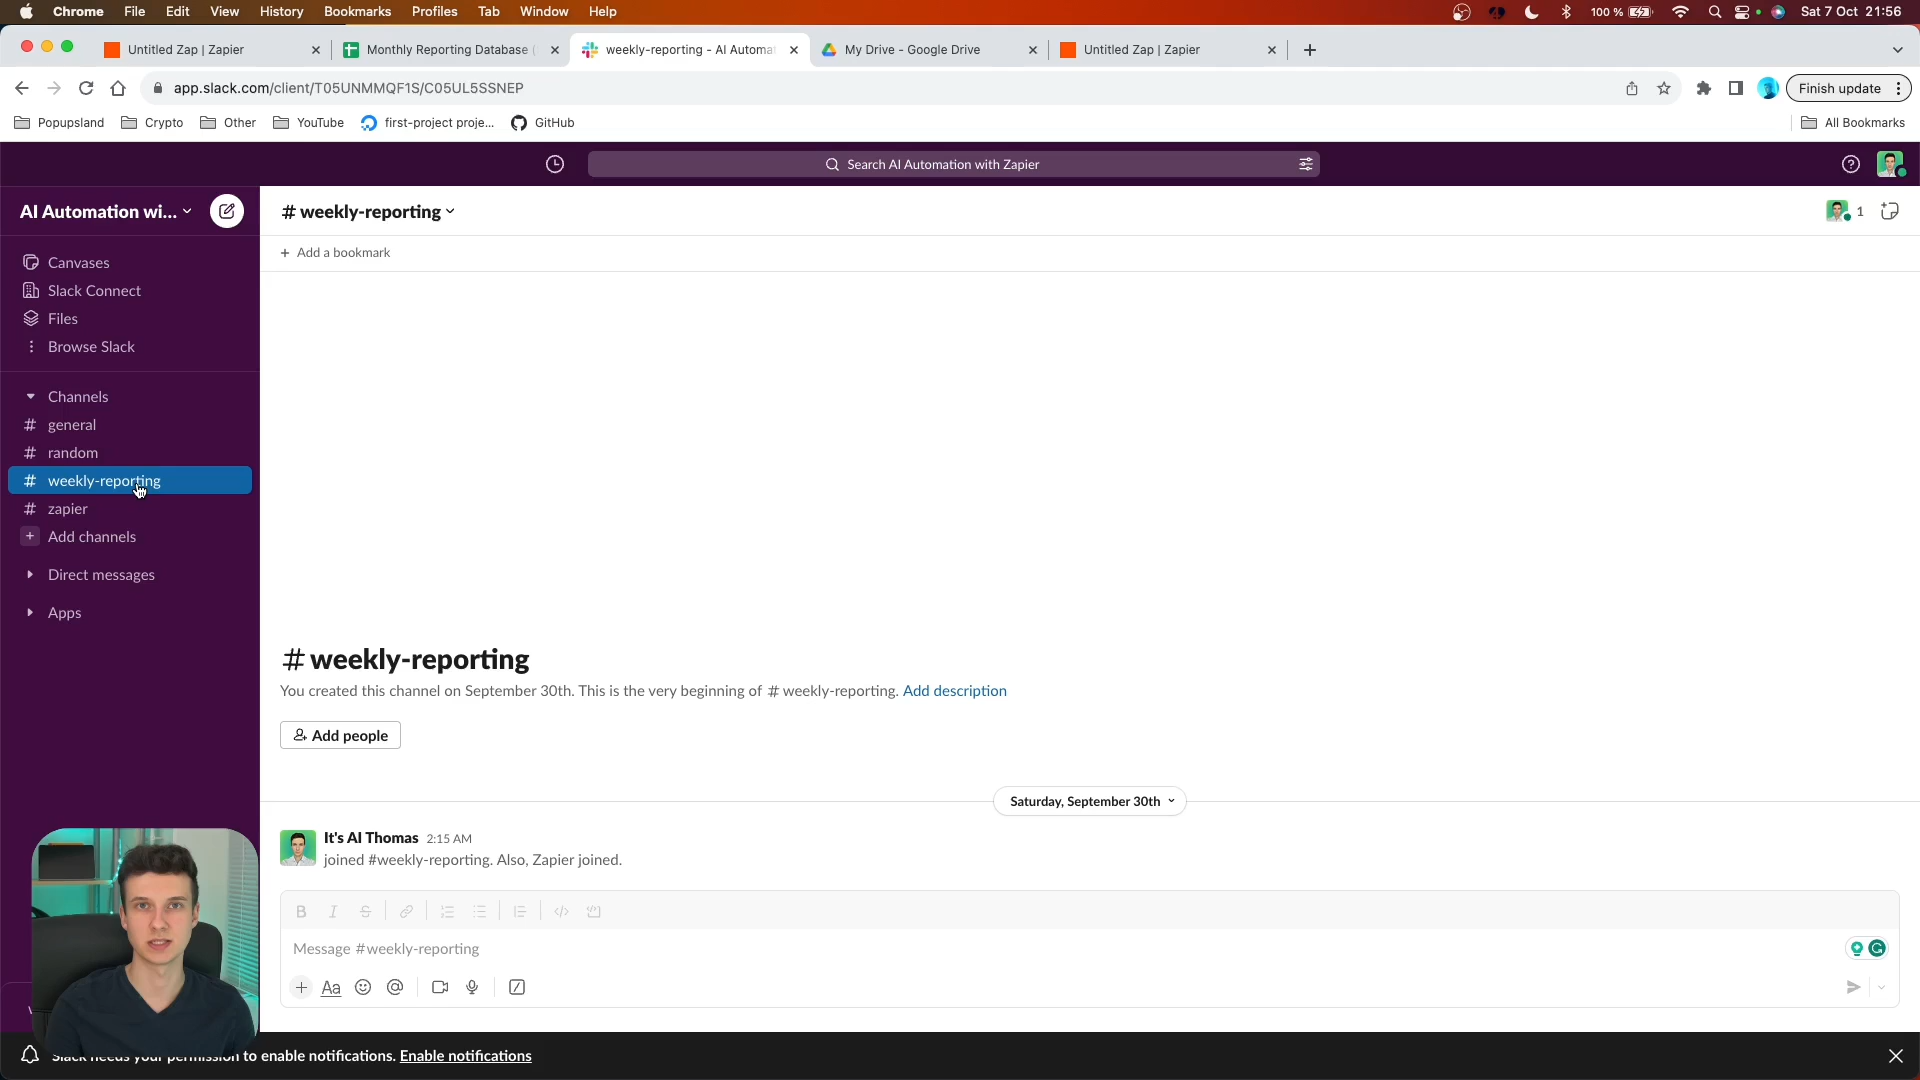 Chrome File Edit View History Bookmarks Profiles Tab Window Help 100 % Sat 7 Oct 21:56
Untitled Zap | Zapier Monthly Reporting Database ( weekly-reporting - AI Automat My Drive - Google Drive Untitled Zap | Zapier
app.slack.com/client/T05UNMMQF1S/C05UL5SSNEP Finish update
Popupsland Crypto Other YouTube first-project proje... GitHub All Bookmarks
Search AI Automation with Zapier
AI Automation wi... # weekly-reporting 1
+ Add a bookmark
Canvases
Slack Connect
Files
Browse Slack
Channels
# general
# random
# weekly-reporting
# zapier
+ Add channels
Direct messages
Apps
# weekly-reporting
You created this channel on September 30th. This is the very beginning of # weekly-reporting. Add description
Add people
Saturday, September 30th
It's AI Thomas 2:15 AM
joined #weekly-reporting. Also, Zapier joined.
B I S
Message #weekly-reporting
+ Aa @
Slack needs your permission to enable notifications. Enable notifications